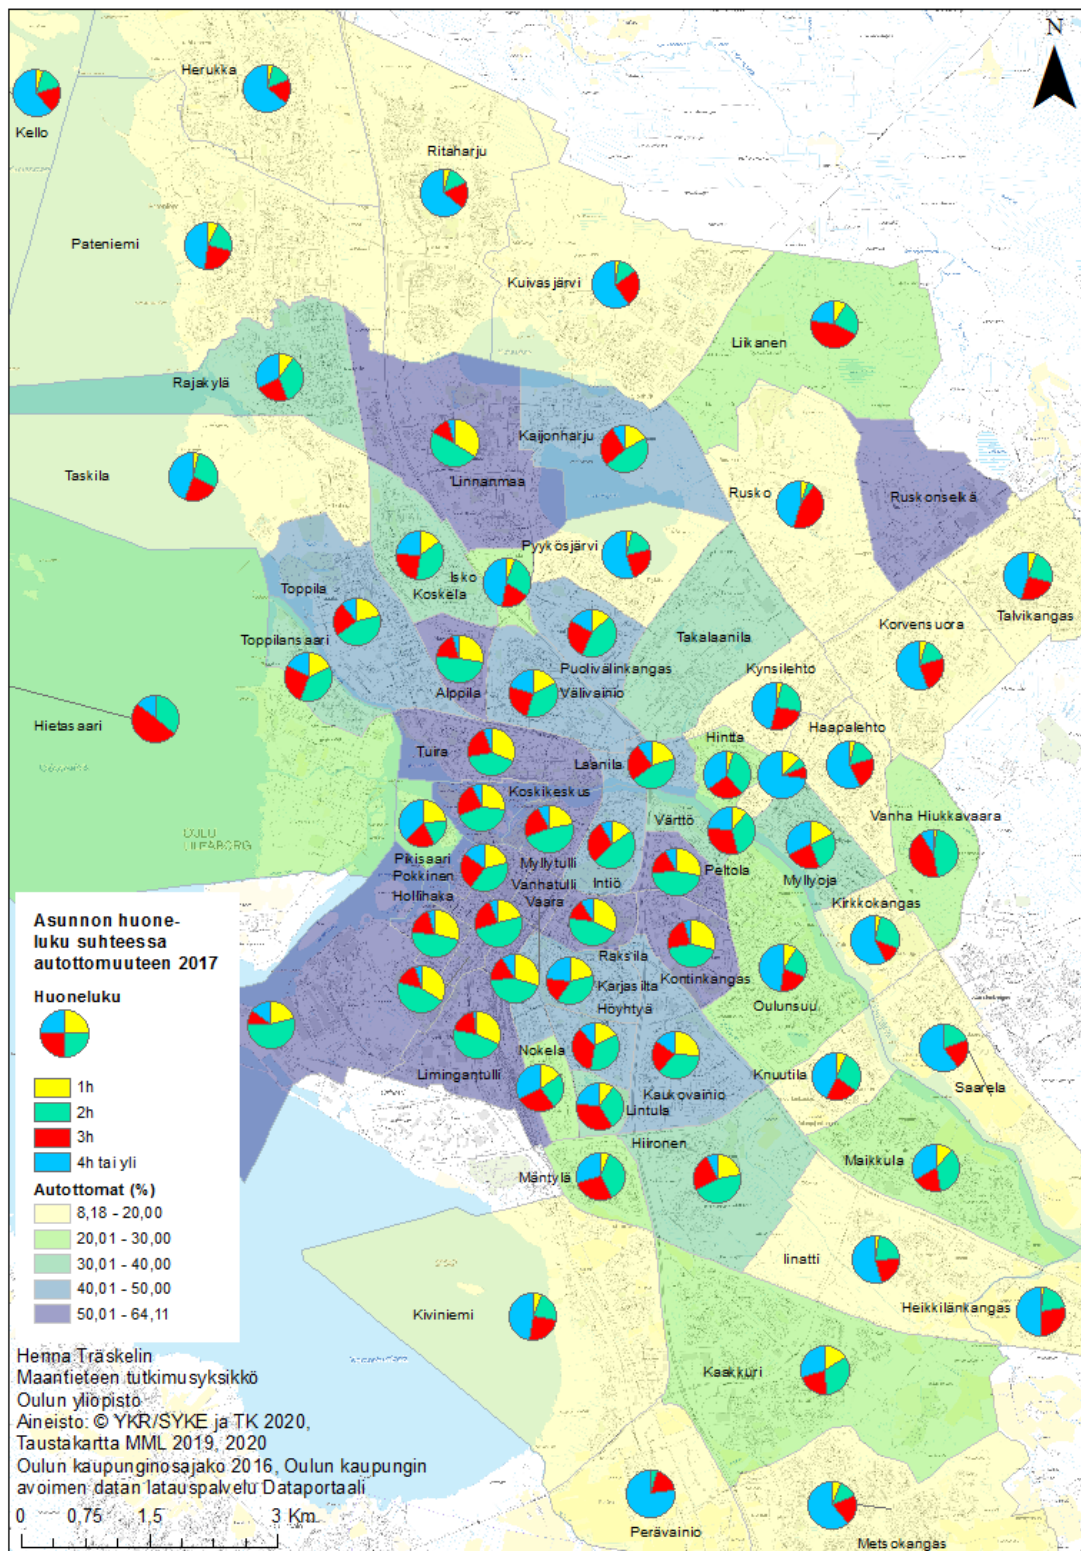 N
Herukka
Kello
Ritaharju
Pateniemi
Kuivasjärvi
Liikanen
Rajakylä
Kaijonharju
Linnanmaa
Taskila
Rusko
Ruskonselkä
Pyykösjärvi
Isko
Koskela
Toppila
Talvikangas
Korvensuora
Toppilansaari
Takalaanila
Puolivälinkangas
Kynsilehto
Välivainio
Alppila
Hietasaari
Haapalehto
Hintta
Tuira
Laanila
Koskikeskus
Värttö
Vanha Hiukkavaara
OULU
ULEÅBORG
Pikisaari
Myllytulli
Peltola
Myllyoja
Pokkinen
Vanhatulli
Intiö
Hollihaka
Vaara
Kirkkokangas
Raksila
Kontinkangas
Karjasilta
Höyhtyä
Oulunsuu
Limingantulli
Nokela
Kaukovainio
Knuutila
Saarela
Lintula
Hiironen
Mäntylä
Maikkula
Iinatti
Kiviniemi
Heikkilänkangas
Kaakkuri
Perävainio
Metsokangas
Asunnon huone-
luku suhteessa
autottomuuteen 2017
Huoneluku
1h
2h
3h
4h tai yli
Autottomat (%)
8,18 - 20,00
20,01 - 30,00
30,01 - 40,00
40,01 - 50,00
50,01 - 64,11
Henna Träskelin
Maantieteen tutkimusyksikkö
Oulun yliopisto
Aineisto: © YKR/SYKE ja TK 2020,
Taustakartta MML 2019, 2020
Oulun kaupunginosajako 2016, Oulun kaupungin
avoimen datan latauspalvelu Dataportaali
0 0.75 1.5 3 Km